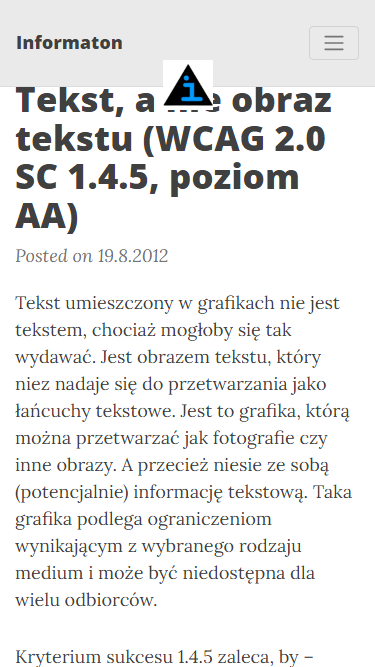 Informaton
Tekst, a nie obraz
tekstu (WCAG 2.0
SC 1.4.5, poziom
AA)
Posted on 19.8.2012
Tekst umieszczony w grafikach nie jest
tekstem, chociaż mogłoby się tak
wydawać. Jest obrazem tekstu, który
niez nadaje się do przetwarzania jako
łańcuchy tekstowe. Jest to grafika, którą
można przetwarzać jak fotografie czy
inne obrazy. A przecież niesie ze sobą
(potencjalnie) informację tekstową. Taka
grafika podlega ograniczeniom
wynikającym z wybranego rodzaju
medium i może być niedostępna dla
wielu odbiorców.
Kryterium sukcesu 1.4.5 zaleca, by –